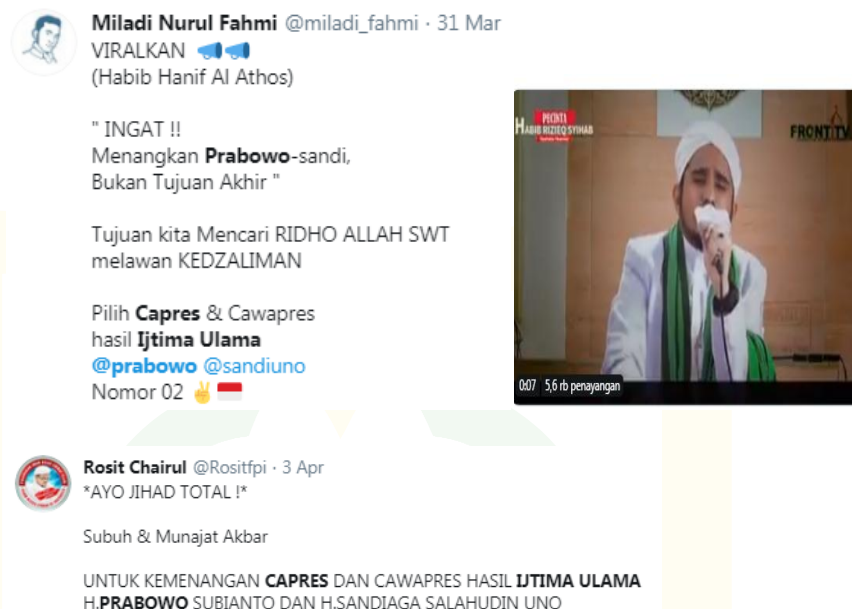 Miladi Nurul Fahmi @miladi_fahmi · 31 Mar
VIRALKAN
(Habib Hanif Al Athos)
" INGAT !!
Menangkan Prabowo-sandi,
Bukan Tujuan Akhir "
Tujuan kita Mencari RIDHO ALLAH SWT
melawan KEDZALIMAN
Pilih Capres & Cawapres
hasil Ijtima Ulama
@prabowo @sandiuno
Nomor 02
PECINTA
HABIB RIZIEQ SYIHAB
FRONT TV
0:07 5,6 rb penayangan
Rosit Chairul @Rositfpi · 3 Apr
*AYO JIHAD TOTAL !*
Subuh & Munajat Akbar
UNTUK KEMENANGAN CAPRES DAN CAWAPRES HASIL IJTIMA ULAMA
H.PRABOWO SUBIANTO DAN H.SANDIAGA SALAHUDIN UNO